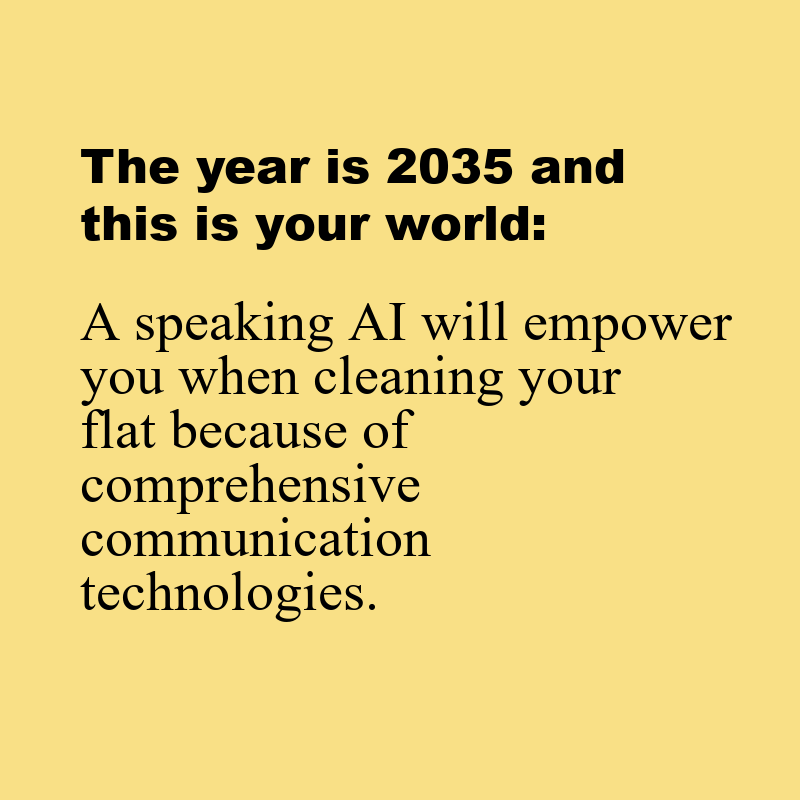 The year is 2035 and
this is your world:
A speaking AI will empower
you when cleaning your
flat because of
comprehensive
communication
technologies.